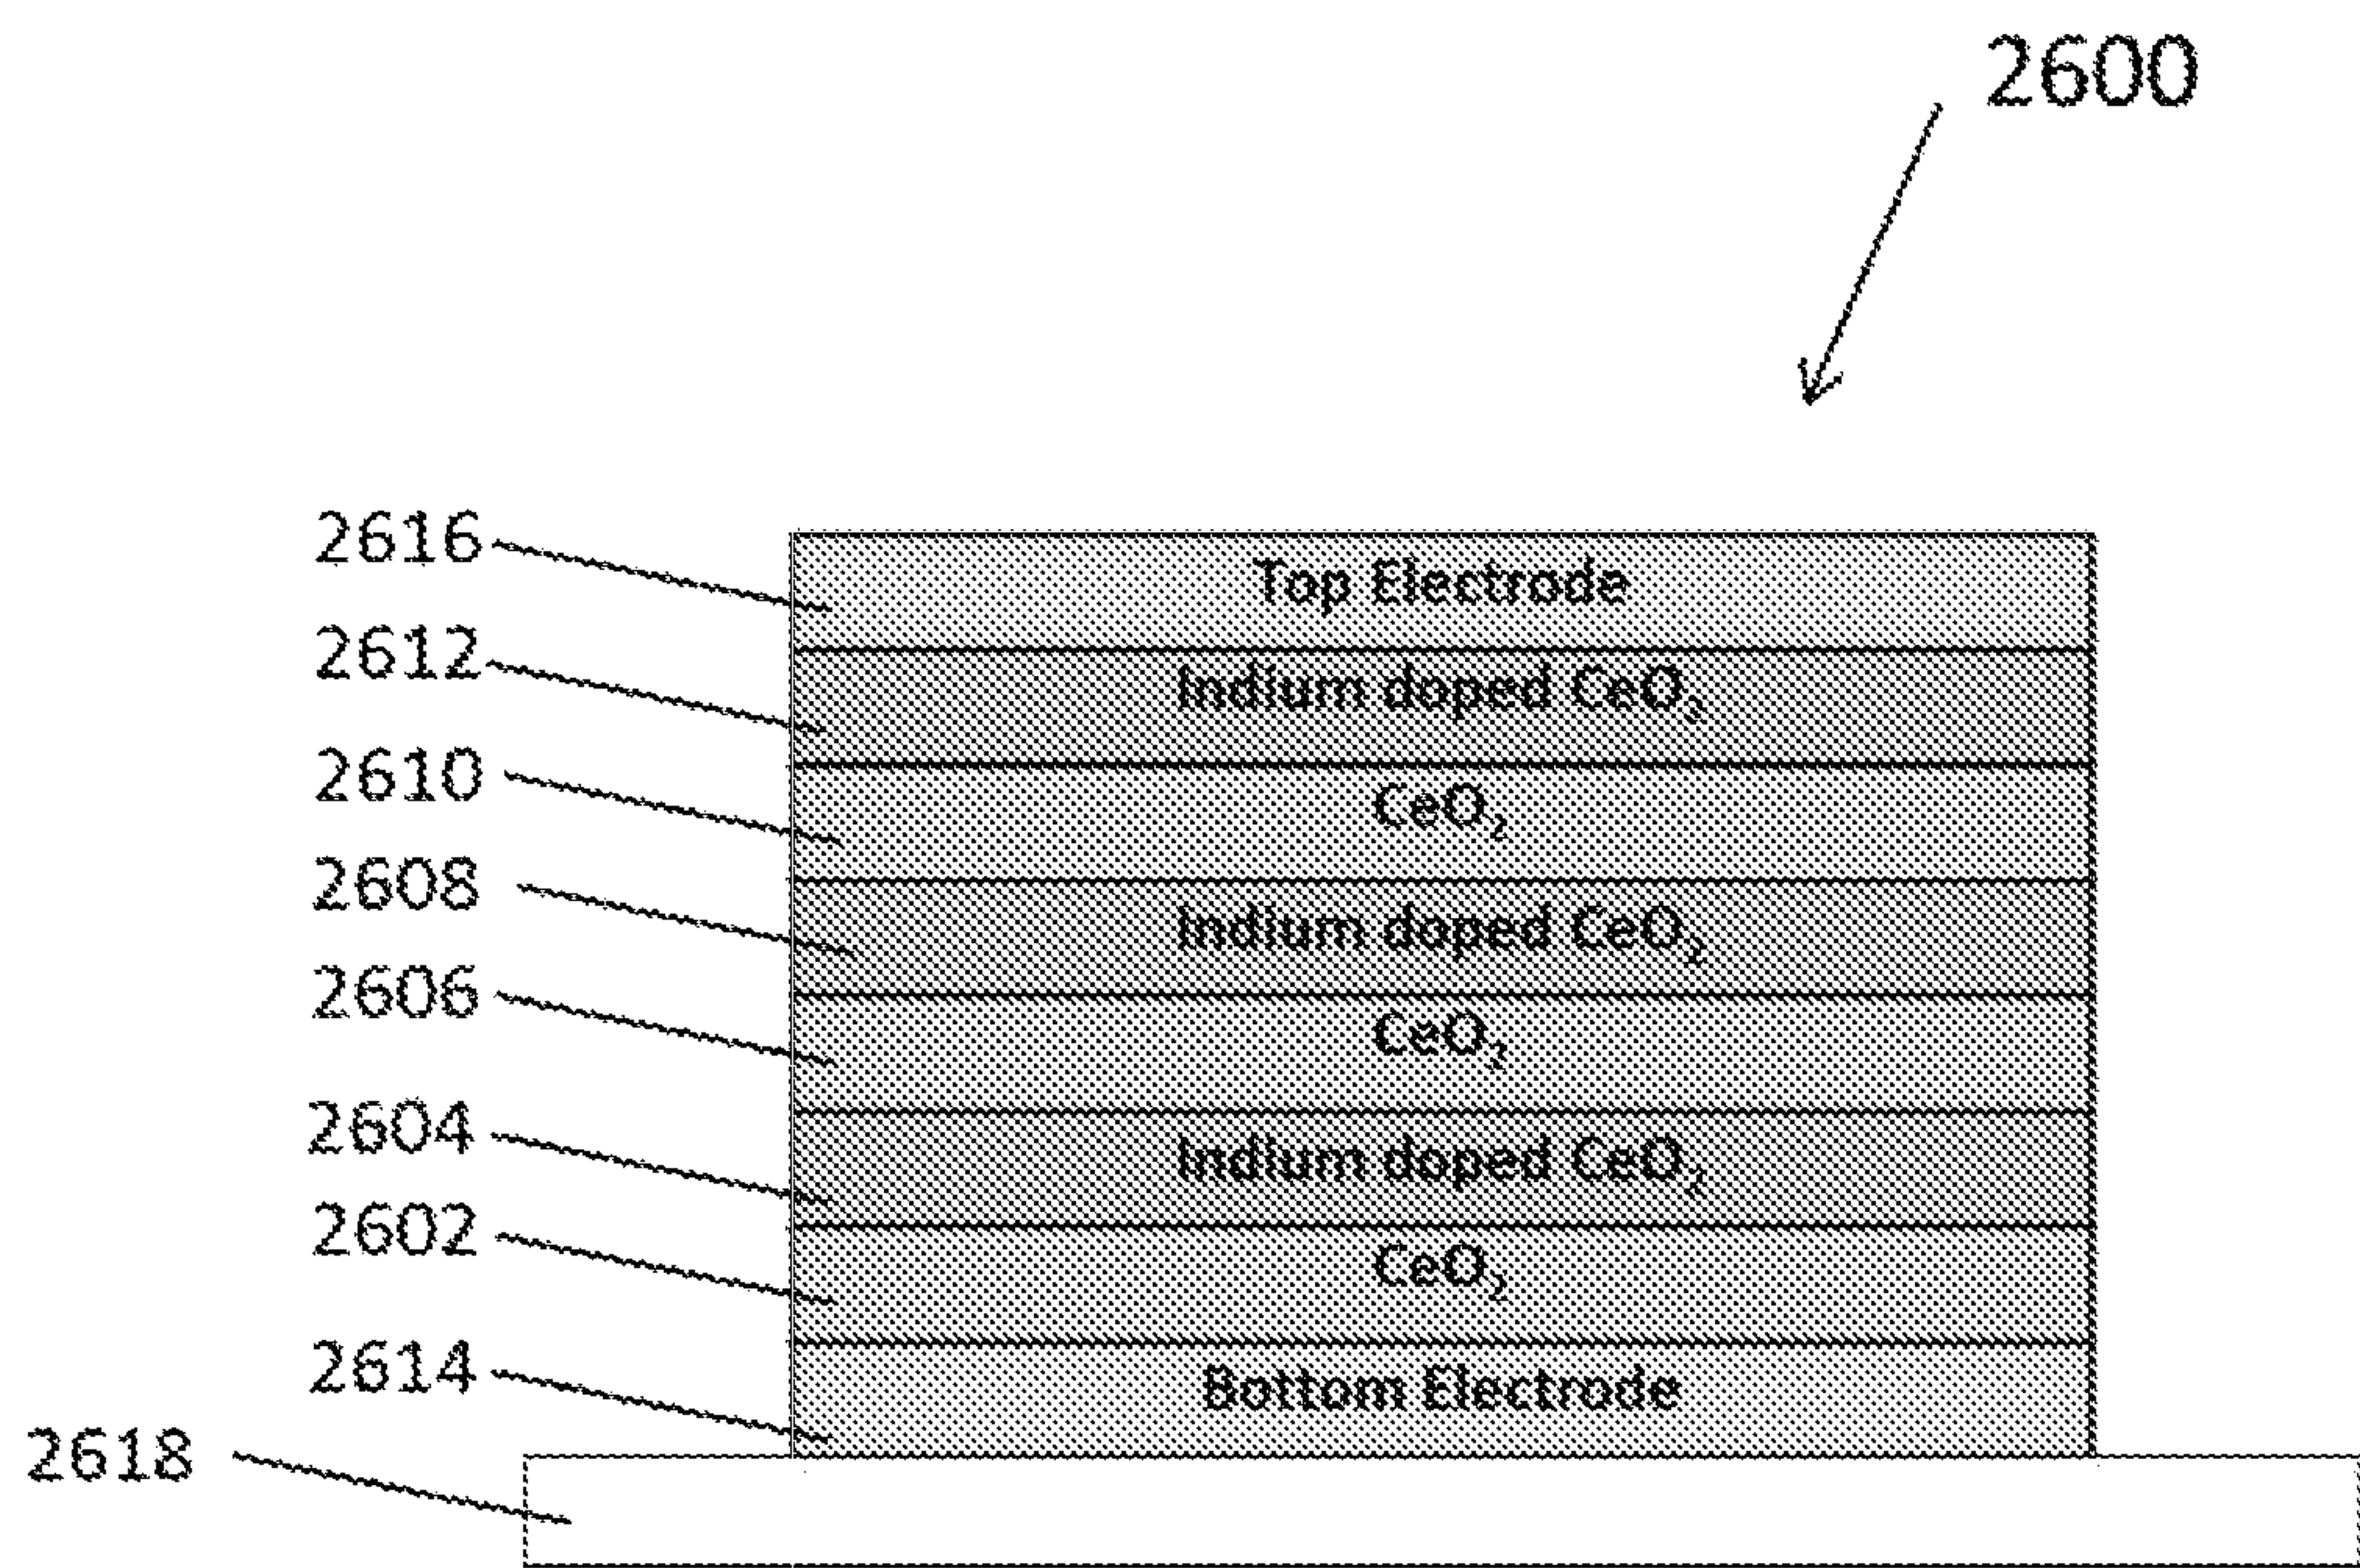 2600
2616 Top Electrode
2612 Indium doped CeO₂
2610 CeO₂
2608 Indium doped CeO₂
2606 CeO₂
2604 Indium doped CeO₂
2602 CeO₂
2614 Bottom Electrode
2618